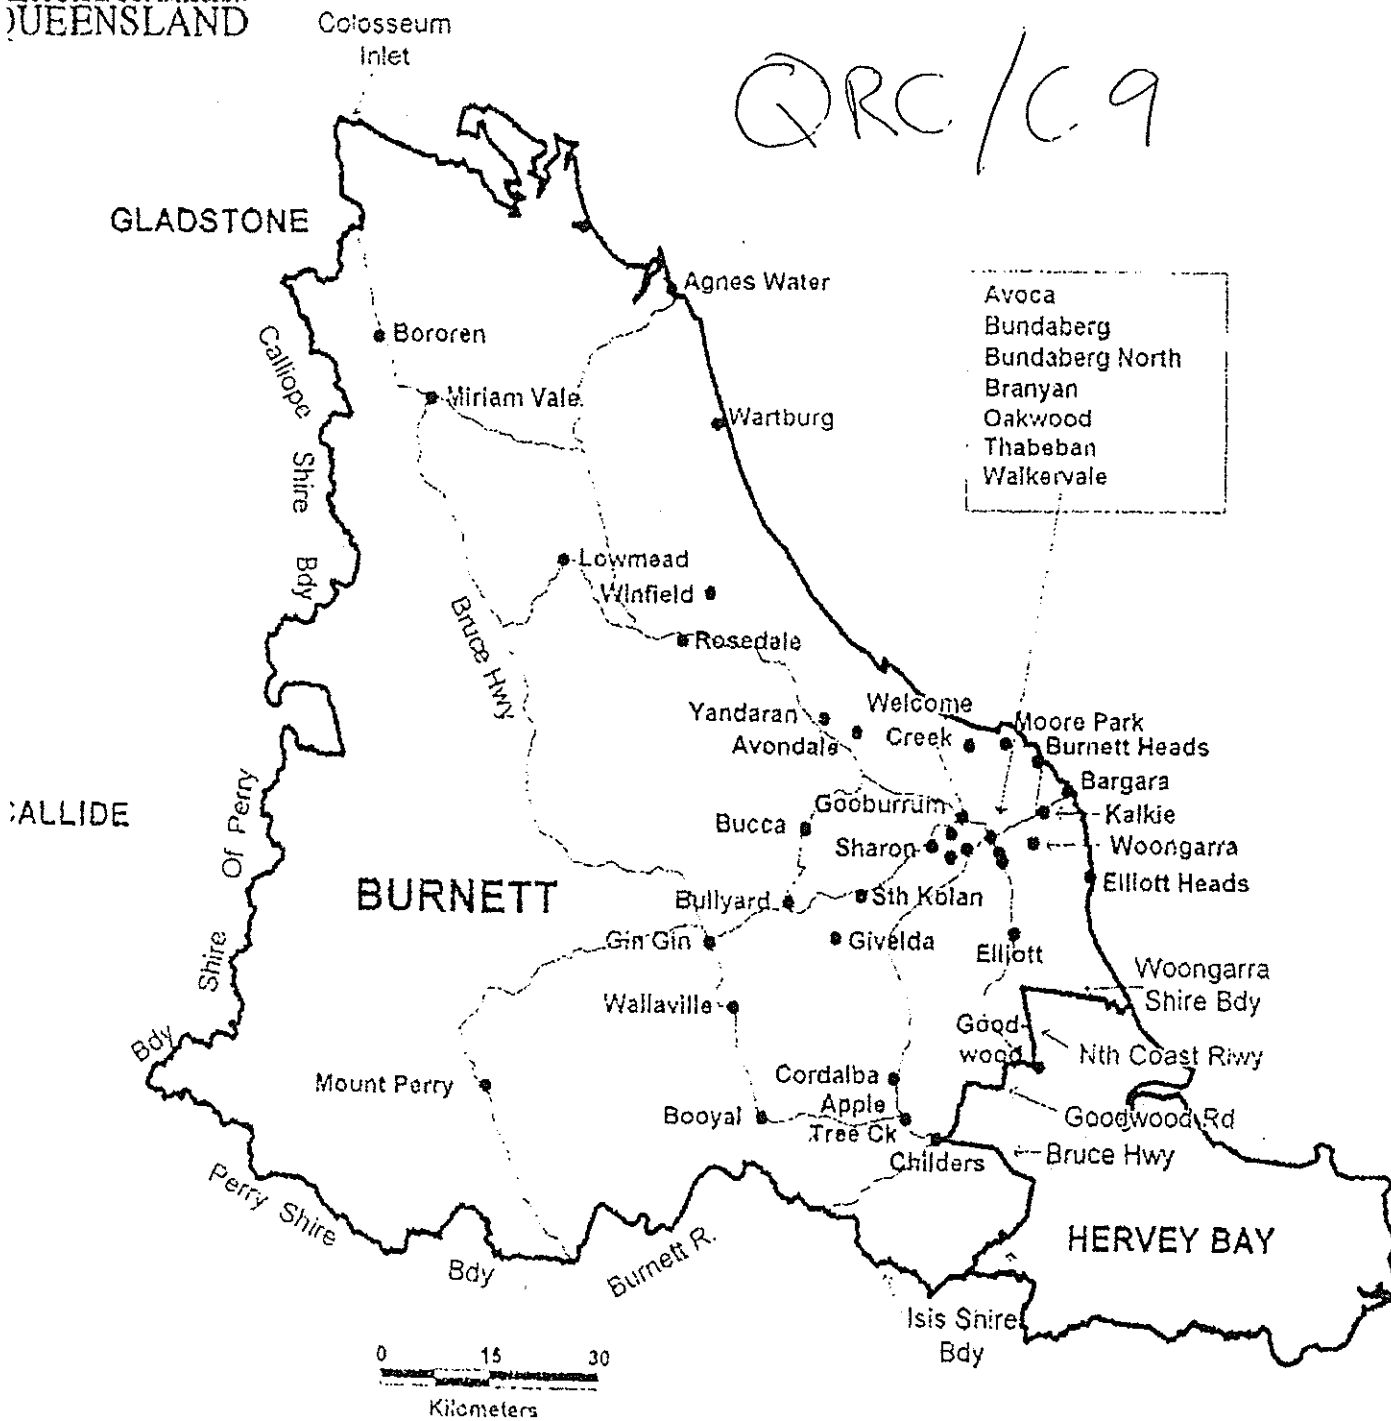 QUEENSLAND
Colosseum
Inlet
QRC/C9
GLADSTONE
Agnes Water
Avoca
Bundaberg
Bundaberg North
Branyan
Oakwood
Thabeban
Walkervale
Bororen
Calliope
Shire
Bdy
Miriam Vale
Wartburg
Lowmead
Winfield
Bruce Hwy
Rosedale
Yandaran
Avondale
Welcome
Creek
Moore Park
Burnett Heads
Bargara
CALLIDE
Shire Of Perry
Bdy
Gooburrum
Kalkie
Bucca
Sharon
Woongarra
BURNETT
Bullyard
Sth Kolan
Elliott Heads
Gin Gin
Givelda
Elliott
Woongarra
Shire Bdy
Wallaville
Good-
wood
Nth Coast Rlwy
Mount Perry
Cordalba
Apple
Tree Ck
Booyal
Goodwood Rd
Childers
Bruce Hwy
Perry Shire
Bdy
Burnett R.
HERVEY BAY
Isis Shire
Bdy
0 15 30
Kilometers